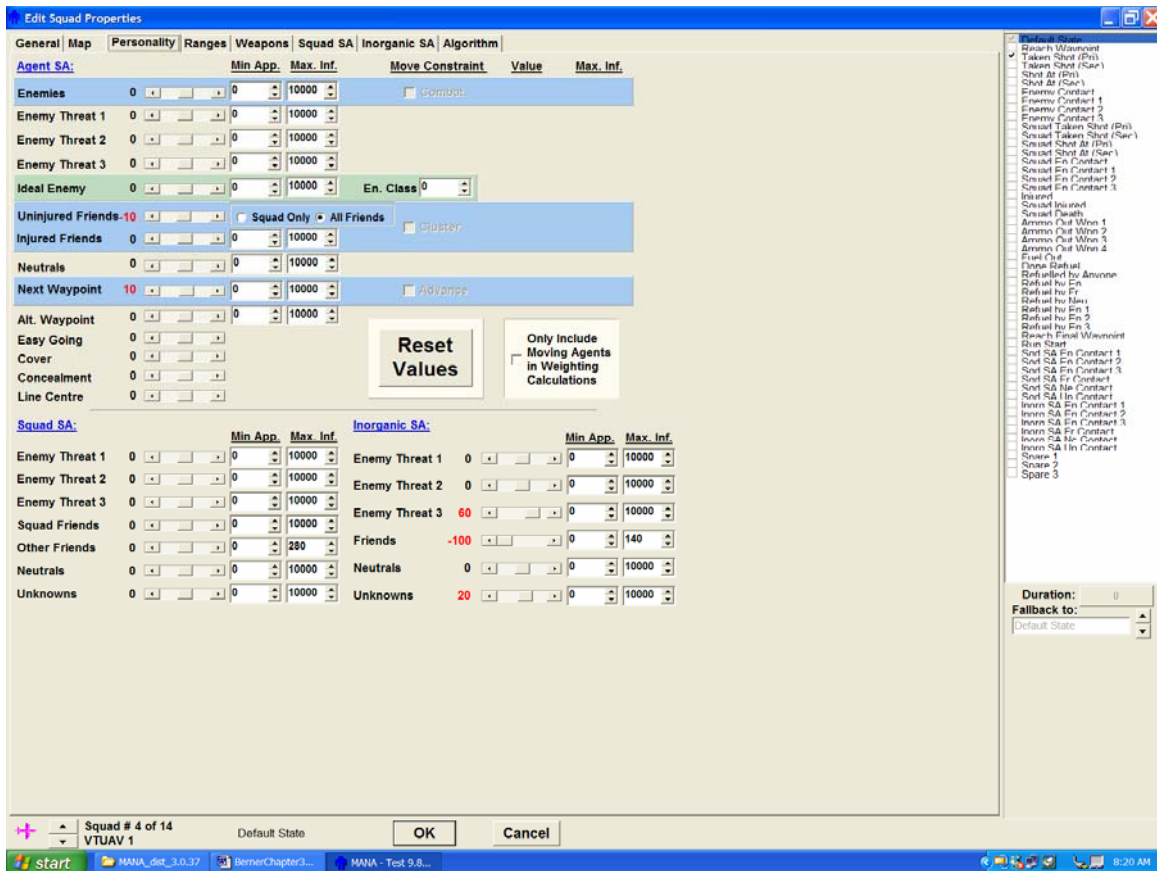 Edit Squad Properties
General Map Personality Ranges Weapons Squad SA Inorganic SA Algorithm
Agent SA: Min App. Max. Inf. Move Constraint Value Max. Inf.
Enemies 0 0 10000 Combat
Enemy Threat 1 0 0 10000
Enemy Threat 2 0 0 10000
Enemy Threat 3 0 0 10000
Ideal Enemy 0 0 10000 En. Class 0
Uninjured Friends -10 Squad Only All Friends
Cluster
Injured Friends 0 0 10000
Neutrals 0 0 10000
Next Waypoint 10 0 10000 Advance
Alt. Waypoint 0 0 10000
Easy Going 0
Cover 0
Concealment 0
Line Centre 0
Reset
Values
Only Include
Moving Agents
in Weighting
Calculations
Squad SA:
Min App. Max. Inf.
Enemy Threat 1 0 0 10000
Enemy Threat 2 0 0 10000
Enemy Threat 3 0 0 10000
Squad Friends 0 0 10000
Other Friends 0 0 280
Neutrals 0 0 10000
Unknowns 0 0 10000
Inorganic SA:
Min App. Max. Inf.
Enemy Threat 1 0 0 10000
Enemy Threat 2 0 0 10000
Enemy Threat 3 60 0 10000
Friends -100 0 140
Neutrals 0 0 10000
Unknowns 20 0 10000
Default State
Reach Waypoint
Taken Shot (Pri)
Taken Shot (Sec)
Shot At (Pri)
Shot At (Sec)
Enemy Contact
Enemy Contact 1
Enemy Contact 2
Enemy Contact 3
Squad Taken Shot (Pri)
Squad Taken Shot (Sec)
Squad Shot At (Pri)
Squad Shot At (Sec)
Squad En Contact
Squad En Contact 1
Squad En Contact 2
Squad En Contact 3
Injured
Squad Injured
Squad Death
Ammo Out Wpn 1
Ammo Out Wpn 2
Ammo Out Wpn 3
Ammo Out Wpn 4
Fuel Out
Done Refuel
Refuelled by Anyone
Refuel by En
Refuel by Fr
Refuel by Neu
Refuel by En 1
Refuel by En 2
Refuel by En 3
Reach Final Waypoint
Run Start
Sqd SA En Contact 1
Sqd SA En Contact 2
Sqd SA En Contact 3
Sqd SA Fr Contact
Sqd SA Ne Contact
Sqd SA Un Contact
Inorg SA En Contact 1
Inorg SA En Contact 2
Inorg SA En Contact 3
Inorg SA Fr Contact
Inorg SA Ne Contact
Inorg SA Un Contact
Spare 1
Spare 2
Spare 3
Duration: 0
Fallback to:
Default State
Squad # 4 of 14
VTUAV 1
Default State OK Cancel
start MANA_dist_3.0.37 BernerChapter3... MANA - Test 9.8... 8:20 AM